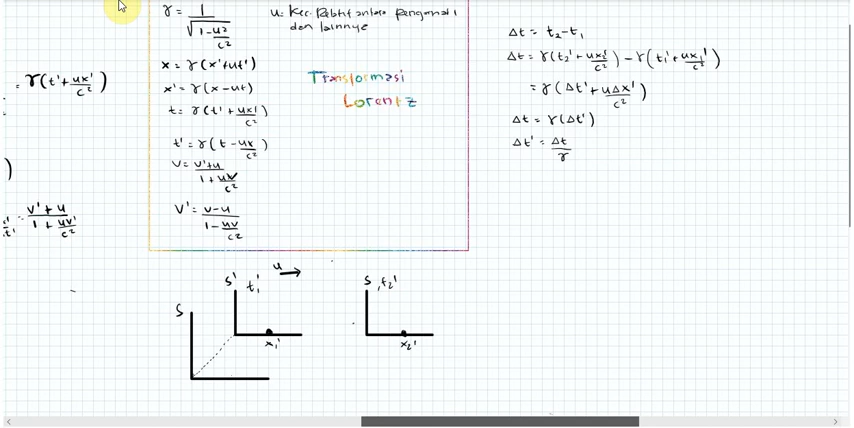 γ = 1/√(1 - u²/c²)
u: Kec. Relatif antara pengamat 1
dan lainnya
x = γ(x' + ut')
x' = γ(x - ut)
t = γ(t' + ux'/c²)
t' = γ(t - ux/c²)
v = (v' + u)/(1 + uv/c²)
v' = (v - u)/(1 - uv/c²)
Transformasi
Lorentz
= γ(t' + ux'/c²)
)
= (v' + u)/(1 + uv'/c²)
Δt = t₂ - t₁
Δt = γ(t₂' + ux₂'/c²) - γ(t₁' + ux₁'/c²)
= γ(Δt' + uΔx'/c²)
Δt = γ(Δt')
Δt' = Δt/γ
S
S' t₁'
u →
x₁'
S, t₂'
x₂'